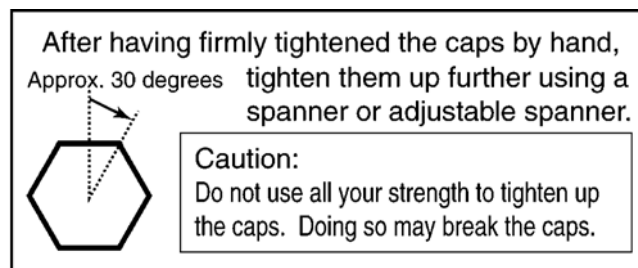 After having firmly tightened the caps by hand,
Approx. 30 degrees
tighten them up further using a
spanner or adjustable spanner.
Caution:
Do not use all your strength to tighten up
the caps. Doing so may break the caps.